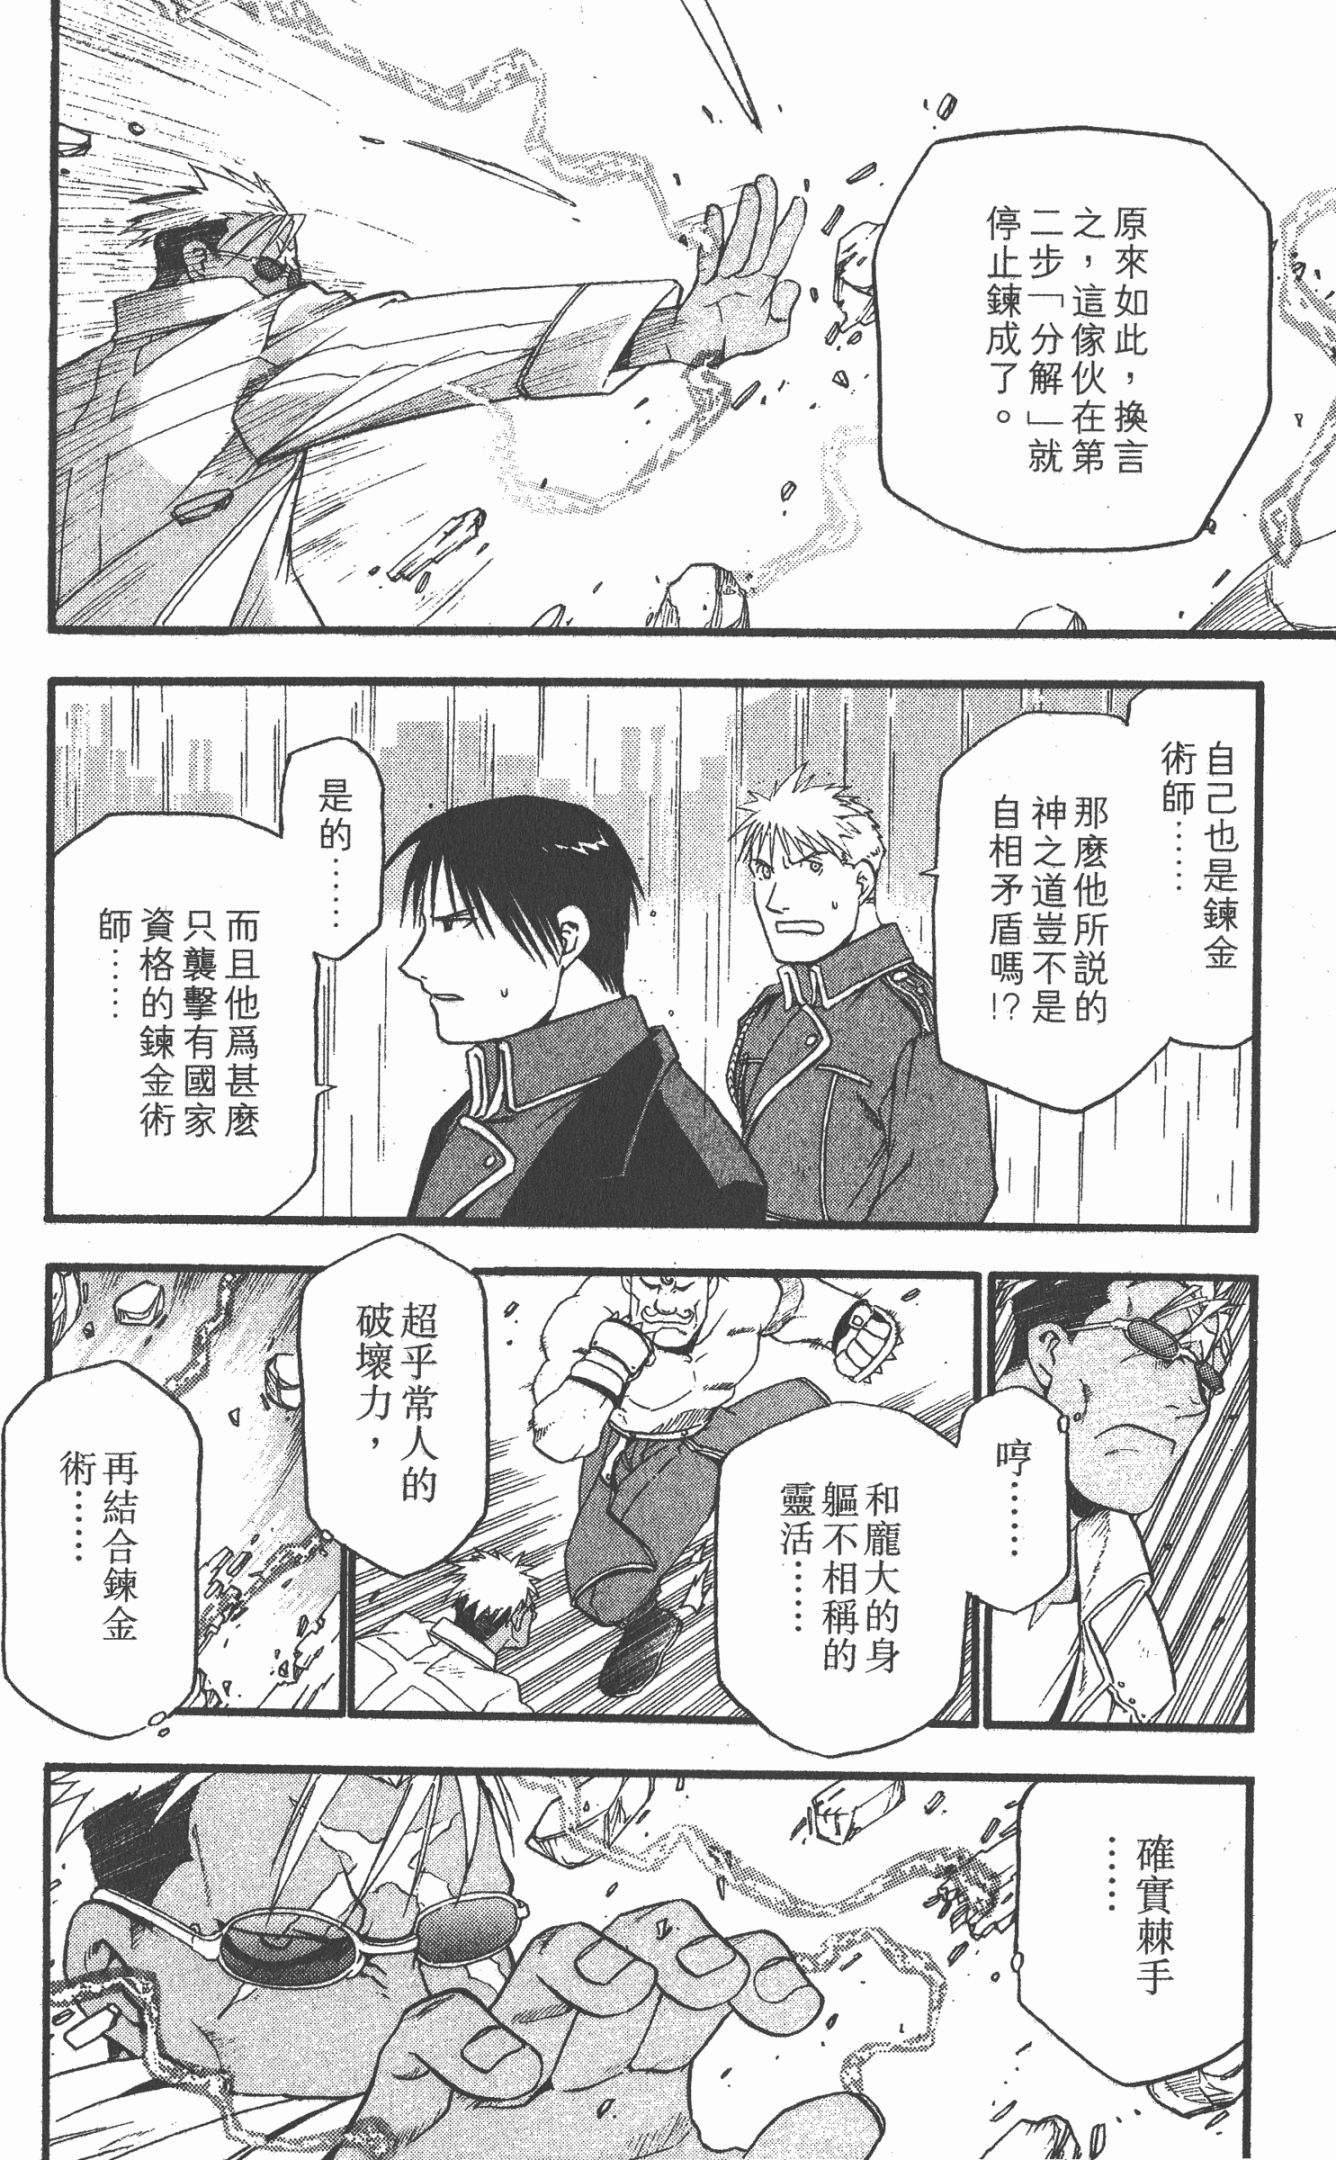 原來如此，換言
之，這傢伙在第
二步「分解」就
停止鍊成了。
自己也是鍊金
術師……
那麼他所說的
神之道豈不是
自相矛盾嗎!?
是的……
而且他爲甚麼
只襲擊有國家
資格的鍊金術
師……
哼……
和龐大的身
軀不相稱的
靈活……
超乎常人的
破壞力，
再結合鍊金
術……
確實棘手
……